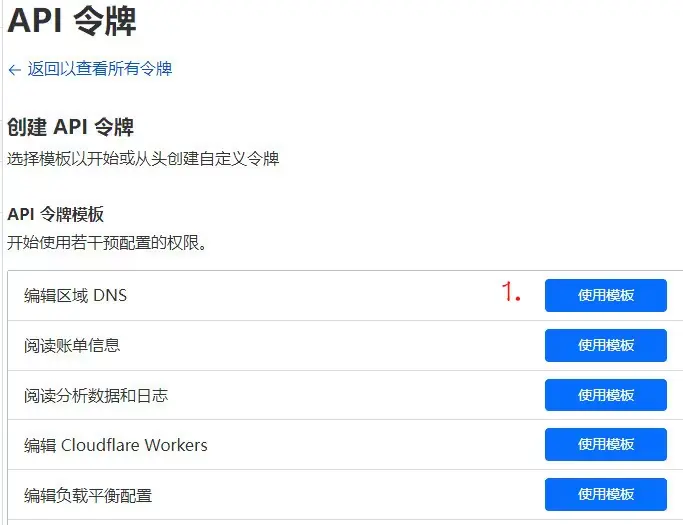 API 令牌
← 返回以查看所有令牌
创建 API 令牌
选择模板以开始或从头创建自定义令牌
API 令牌模板
开始使用若干预配置的权限。
编辑区域 DNS 1. 使用模板
阅读账单信息 使用模板
阅读分析数据和日志 使用模板
编辑 Cloudflare Workers 使用模板
编辑负载平衡配置 使用模板